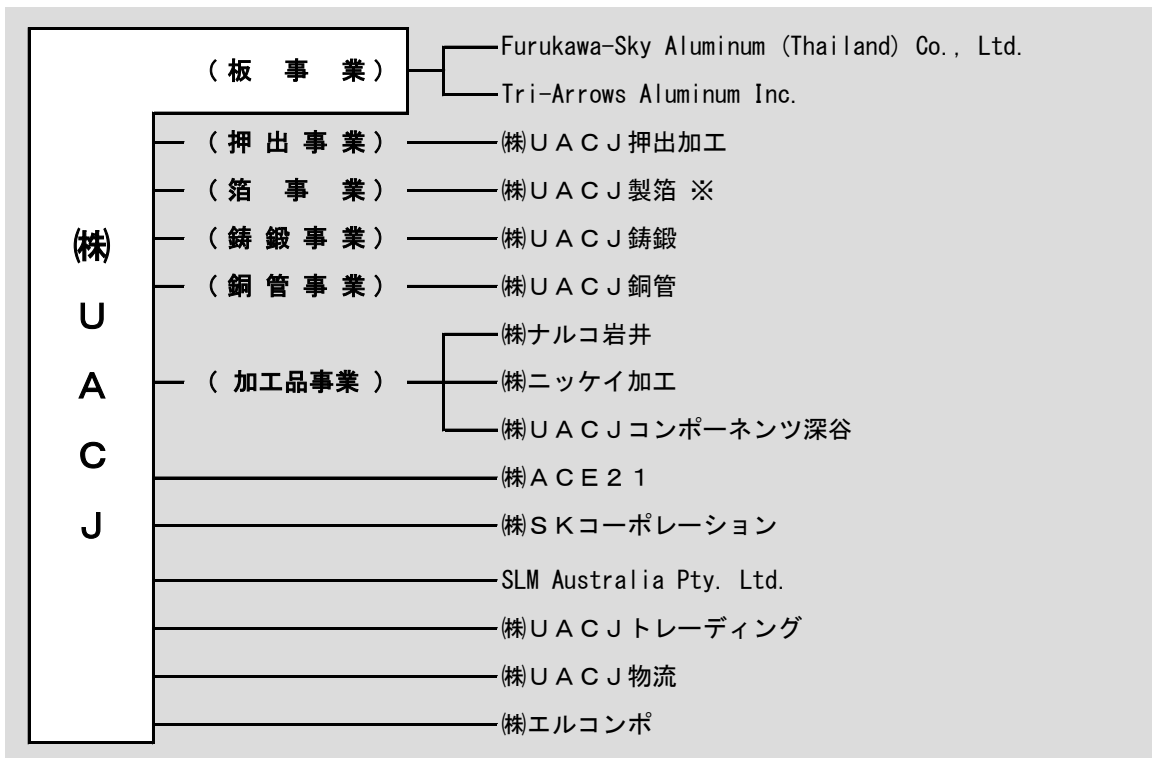 ㈱ＵＡＣＪ
（板　事　業）
Furukawa-Sky Aluminum (Thailand) Co., Ltd.
Tri-Arrows Aluminum Inc.
（押出事業） ㈱ＵＡＣＪ押出加工
（箔　事　業） ㈱ＵＡＣＪ製箔 ※
（鋳鍛事業） ㈱ＵＡＣＪ鋳鍛
（銅管事業） ㈱ＵＡＣＪ銅管
（加工品事業）
㈱ナルコ岩井
㈱ニッケイ加工
㈱ＵＡＣＪコンポーネンツ深谷
㈱ＡＣＥ２１
㈱ＳＫコーポレーション
SLM Australia Pty. Ltd.
㈱ＵＡＣＪトレーディング
㈱ＵＡＣＪ物流
㈱エルコンポ